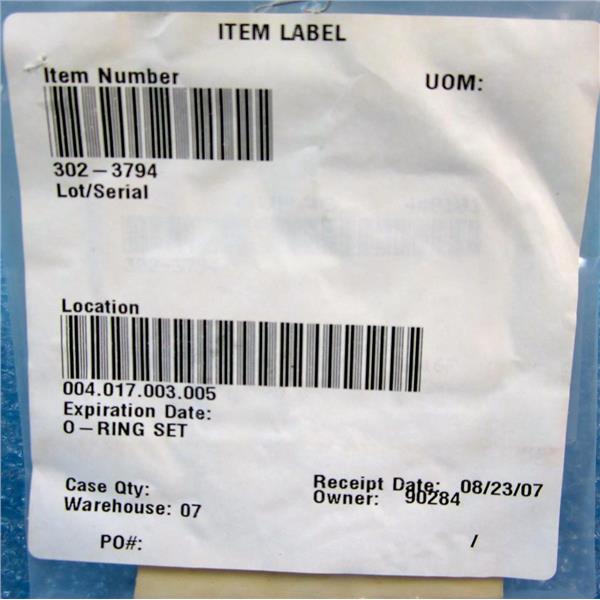 ITEM LABEL
Item Number UOM:
302-3794
Lot/Serial
Location
004.017.003.005
Expiration Date:
O-RING SET
Case Qty: Receipt Date: 08/23/07
Warehouse: 07 Owner: 90284
PO#: /